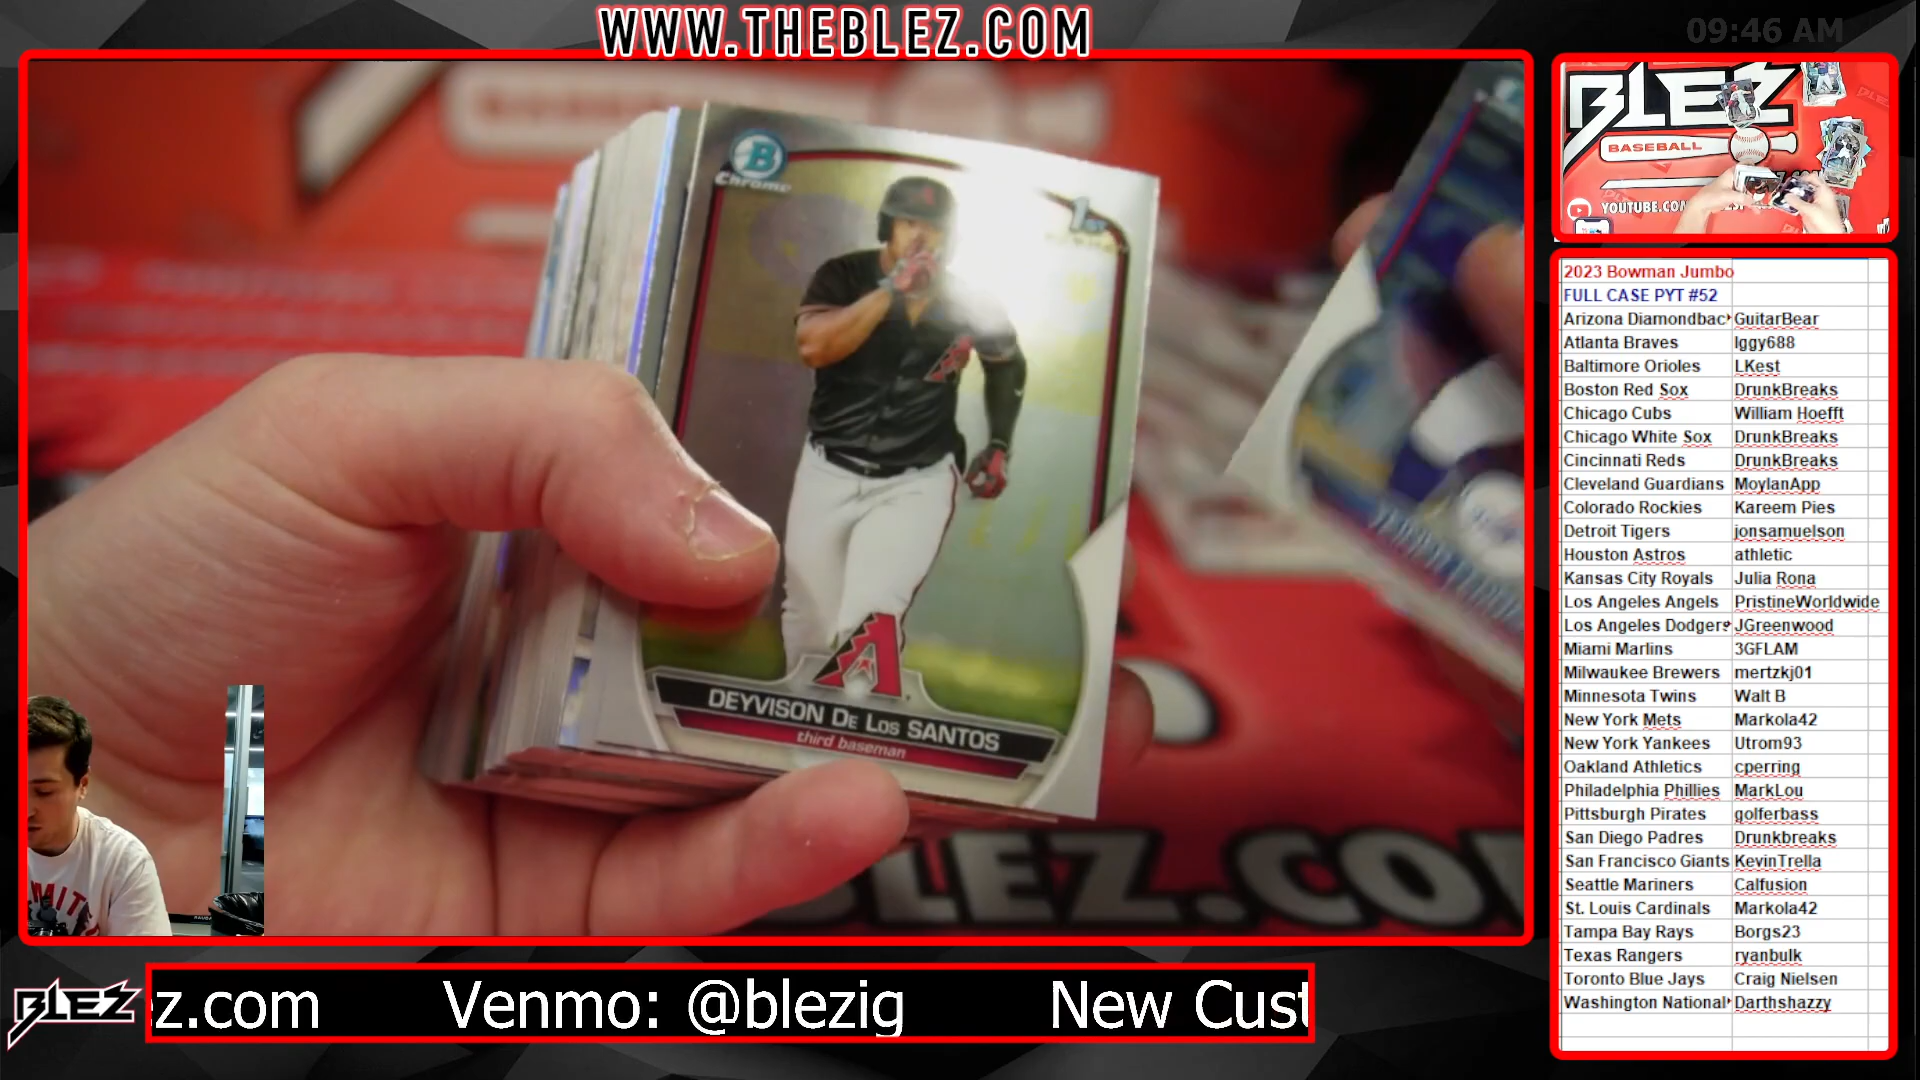 WWW.THEBLEZ.COM
09:46 AM
B
Chrome
1st
DEYVISON DE LOS SANTOS
third baseman
BLEZ.CO
BLEZ
BASEBALL
YOUTUBE.COM
2023 Bowman Jumbo
FULL CASE PYT #52
Arizona Diamondbac GuitarBear
Atlanta Braves Iggy688
Baltimore Orioles LKest
Boston Red Sox DrunkBreaks
Chicago Cubs William Hoefft
Chicago White Sox DrunkBreaks
Cincinnati Reds DrunkBreaks
Cleveland Guardians MoylanApp
Colorado Rockies Kareem Pies
Detroit Tigers jonsamuelson
Houston Astros athletic
Kansas City Royals Julia Rona
Los Angeles Angels PristineWorldwide
Los Angeles Dodgers JGreenwood
Miami Marlins 3GFLAM
Milwaukee Brewers mertzkj01
Minnesota Twins Walt B
New York Mets Markola42
New York Yankees Utrom93
Oakland Athletics cperring
Philadelphia Phillies MarkLou
Pittsburgh Pirates golferbass
San Diego Padres Drunkbreaks
San Francisco Giants KevinTrella
Seattle Mariners Calfusion
St. Louis Cardinals Markola42
Tampa Bay Rays Borgs23
Texas Rangers ryanbulk
Toronto Blue Jays Craig Nielsen
Washington National Darthshazzy
BLEZ
z.com Venmo: @blezig New Cust